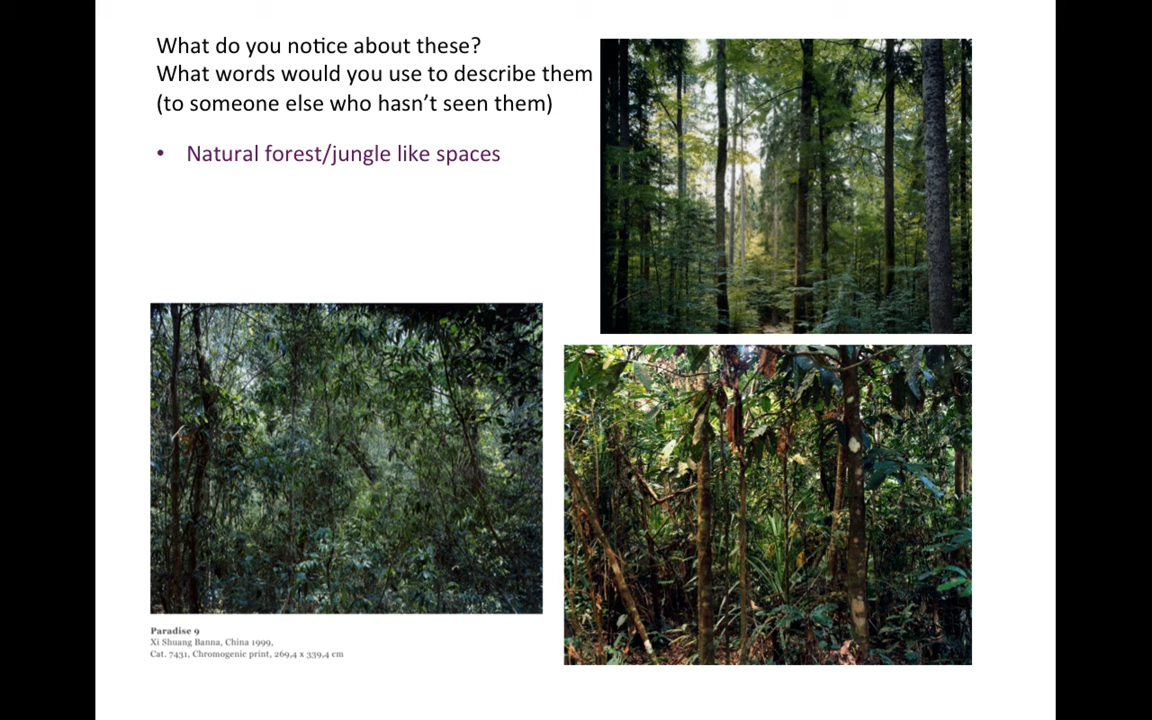 What do you notice about these?
What words would you use to describe them
(to someone else who hasn't seen them)
• Natural forest/jungle like spaces
Paradise 9
Xi Shuang Banna, China 1999,
Cat. 7431, Chromogenic print, 269,4 x 339,4 cm